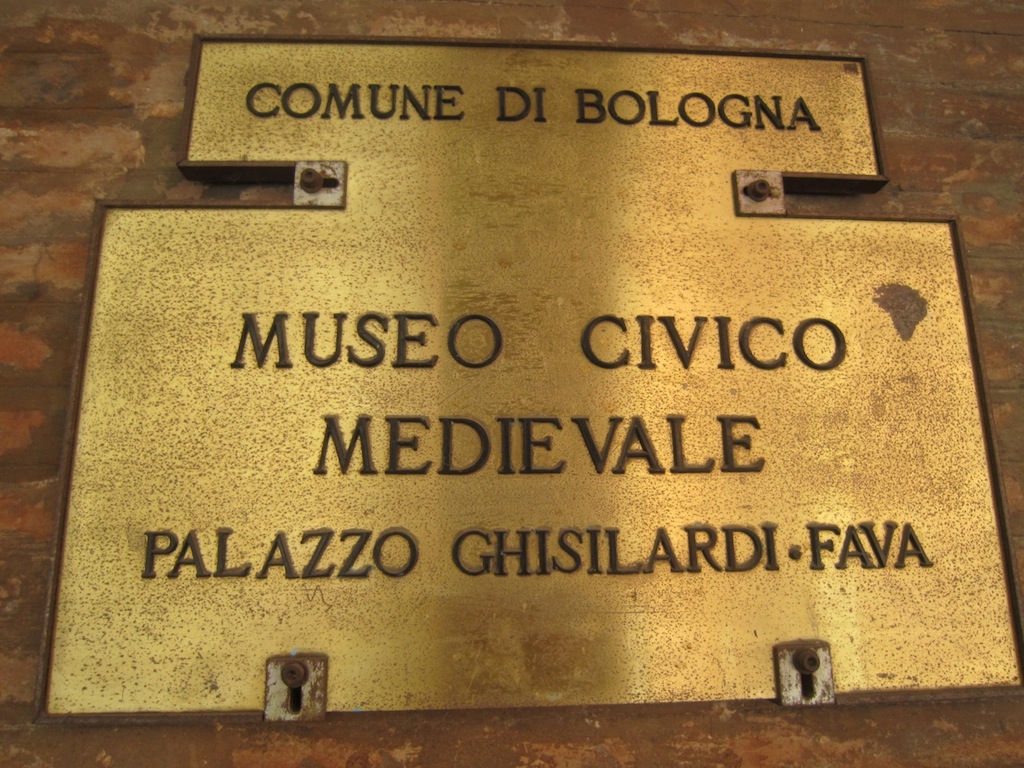 COMUNE DI BOLOGNA
MUSEO CIVICO
MEDIEVALE
PALAZZO GHISILARDI·FAVA